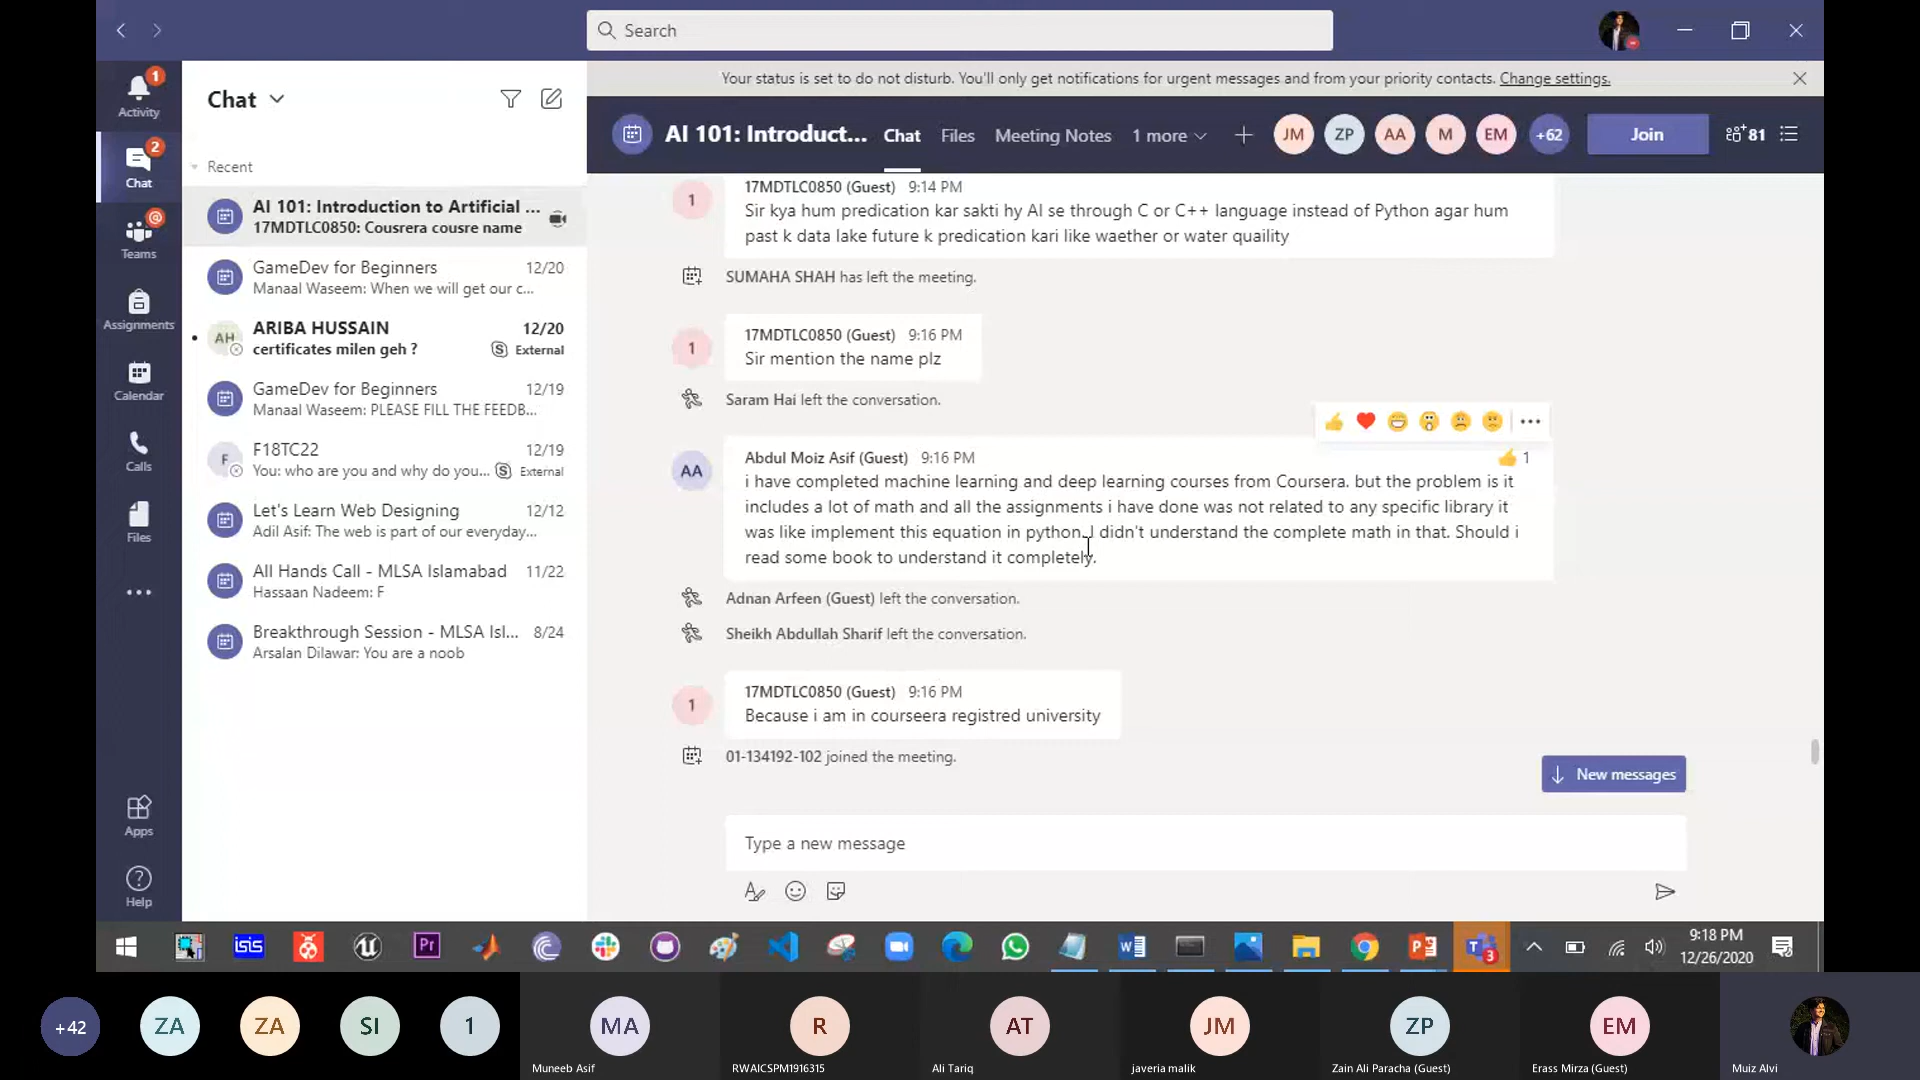 Search
Your status is set to do not disturb. You'll only get notifications for urgent messages and from your priority contacts. Change settings.
1
Activity
2
Chat
Teams
Assignments
Calendar
Calls
Files
Apps
Help
Chat
Recent
AI 101: Introduction to Artificial ...
17MDTLC0850: Cousrera cousre name
GameDev for Beginners 12/20
Manaal Waseem: When we will get our c...
AH
ARIBA HUSSAIN 12/20
certificates milen geh ? External
GameDev for Beginners 12/19
Manaal Waseem: PLEASE FILL THE FEEDB...
F
F18TC22 12/19
You: who are you and why do you... External
Let's Learn Web Designing 12/12
Adil Asif: The web is part of our everyday...
All Hands Call - MLSA Islamabad 11/22
Hassaan Nadeem: F
Breakthrough Session - MLSA Isl... 8/24
Arsalan Dilawar: You are a noob
AI 101: Introduct... Chat Files Meeting Notes 1 more JM ZP AA M EM +62 Join 81
1
17MDTLC0850 (Guest) 9:14 PM
Sir kya hum predication kar sakti hy AI se through C or C++ language instead of Python agar hum
past k data lake future k predication kari like waether or water quaility
SUMAHA SHAH has left the meeting.
1
17MDTLC0850 (Guest) 9:16 PM
Sir mention the name plz
Saram Hai left the conversation.
AA
Abdul Moiz Asif (Guest) 9:16 PM 1
i have completed machine learning and deep learning courses from Coursera. but the problem is it
includes a lot of math and all the assignments i have done was not related to any specific library it
was like implement this equation in python. I didn't understand the complete math in that. Should i
read some book to understand it completely.
Adnan Arfeen (Guest) left the conversation.
Sheikh Abdullah Sharif left the conversation.
1
17MDTLC0850 (Guest) 9:16 PM
Because i am in courseera registred university
01-134192-102 joined the meeting.
New messages
Type a new message
isis
Pr
3
9:18 PM
12/26/2020
+42 ZA ZA SI 1 MA R AT JM ZP EM
Muneeb Asif RWAICSPM1916315 Ali Tariq javeria malik Zain Ali Paracha (Guest) Erass Mirza (Guest) Muiz Alvi